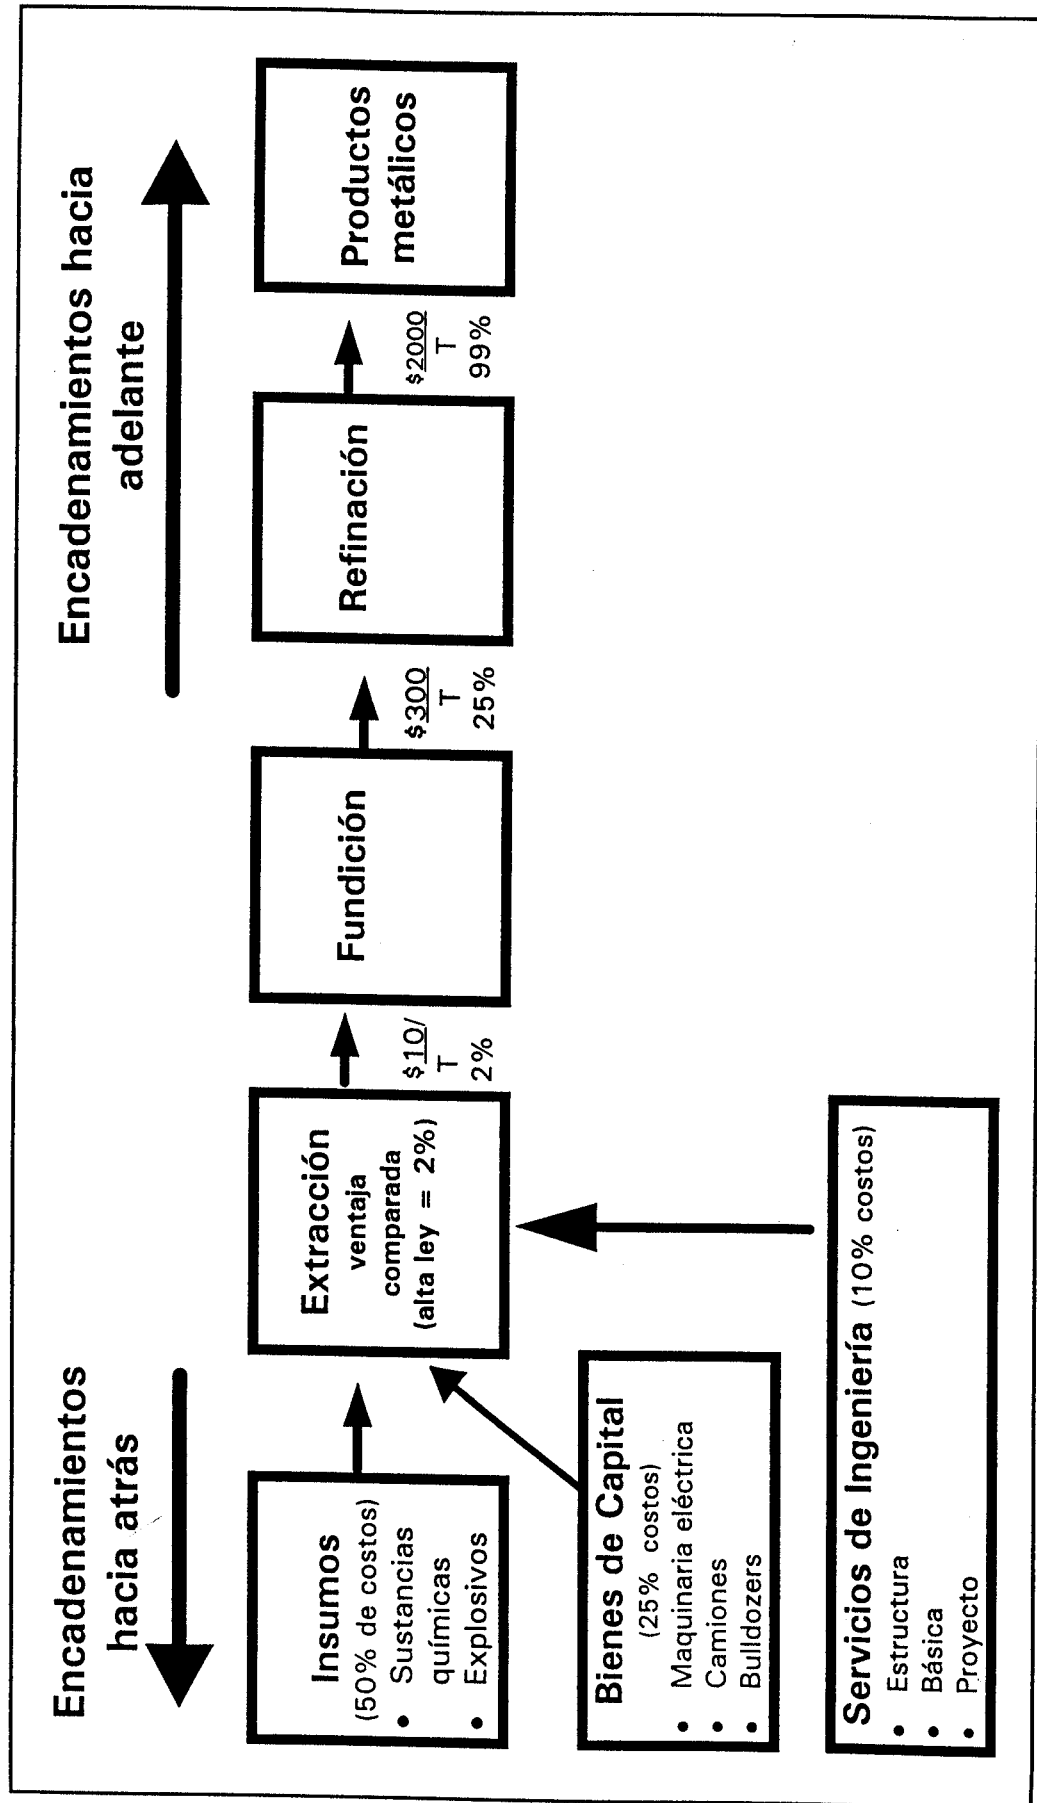 Encadenamientos
hacia atrás
Encadenamientos hacia
adelante
Insumos
(50% de costos)
• Sustancias
químicas
• Explosivos
Extracción
ventaja
comparada
(alta ley = 2%)
$10/
T
2%
Fundición
$300
T
25%
Refinación
$2000
T
99%
Productos
metálicos
Bienes de Capital
(25% costos)
• Maquinaria eléctrica
• Camiones
• Bulldozers
Servicios de Ingeniería (10% costos)
• Estructura
• Básica
• Proyecto